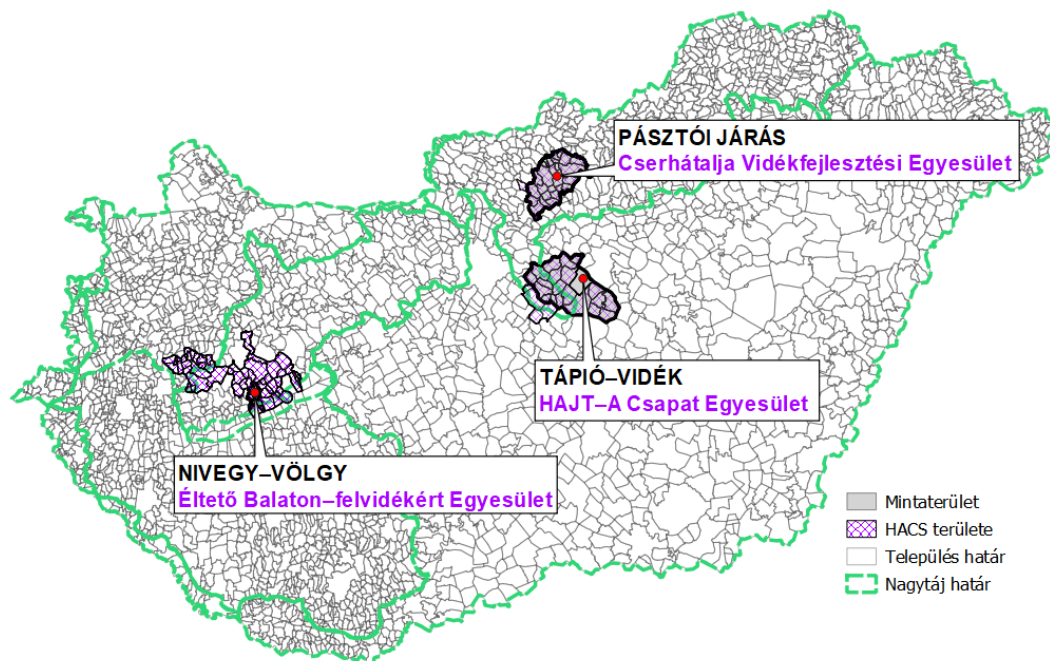 PÁSZTÓI JÁRÁS
Cserhátalja Vidékfejlesztési Egyesület
TÁPIÓ–VIDÉK
HAJT–A Csapat Egyesület
NIVEGY–VÖLGY
Éltető Balaton–felvidékért Egyesület
Mintaterület
HACS területe
Település határ
Nagytáj határ